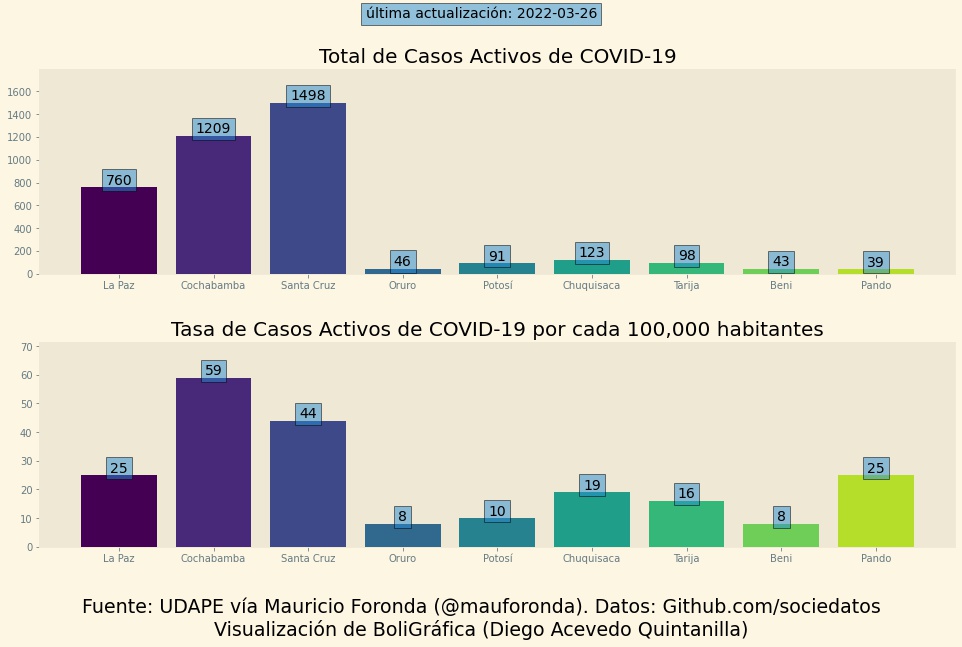 última actualización: 2022-03-26
Total de Casos Activos de COVID-19
1600
1400
1200
1000
800
600
400
200
0
760
1209
1498
46
91
123
98
43
39
La Paz
Cochabamba
Santa Cruz
Oruro
Potosí
Chuquisaca
Tarija
Beni
Pando
Tasa de Casos Activos de COVID-19 por cada 100,000 habitantes
70
60
50
40
30
20
10
0
25
59
44
8
10
19
16
8
25
La Paz
Cochabamba
Santa Cruz
Oruro
Potosí
Chuquisaca
Tarija
Beni
Pando
Fuente: UDAPE vía Mauricio Foronda (@mauforonda). Datos: Github.com/sociedatos
Visualización de BoliGráfica (Diego Acevedo Quintanilla)